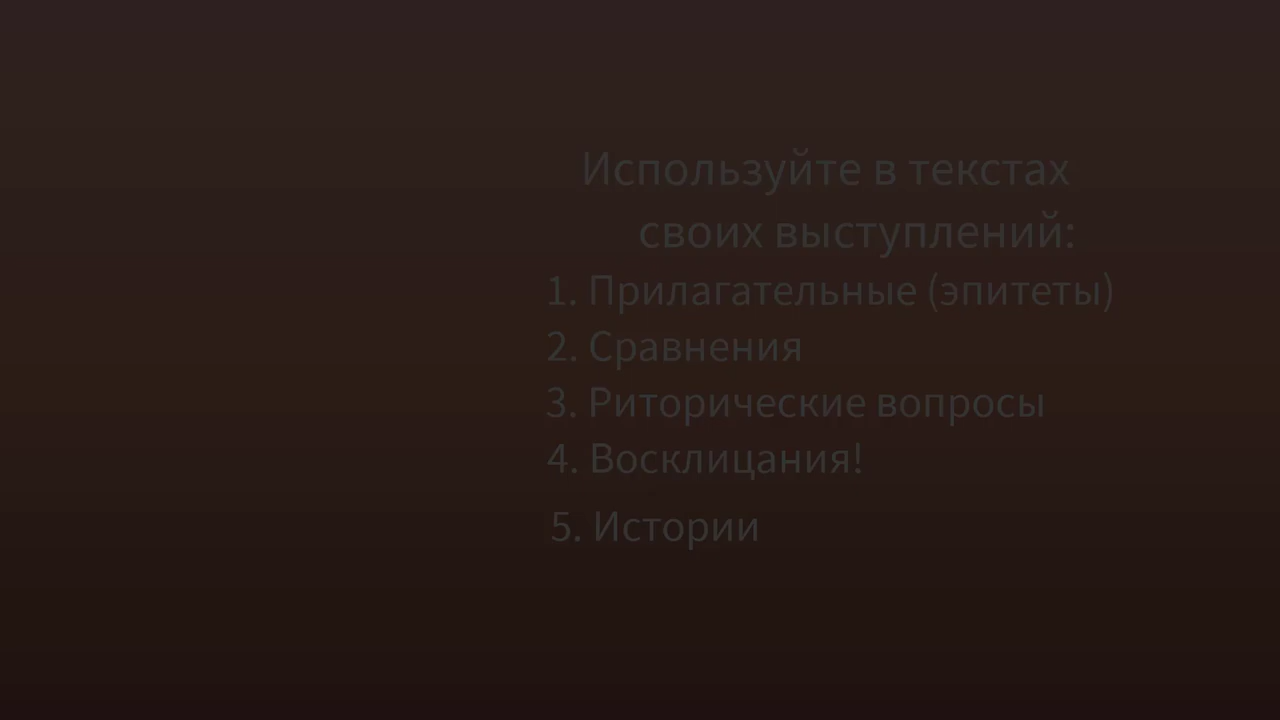 Используйте в текстах
своих выступлений:
1. Прилагательные (эпитеты)
2. Сравнения
3. Риторические вопросы
4. Восклицания!
5. Истории